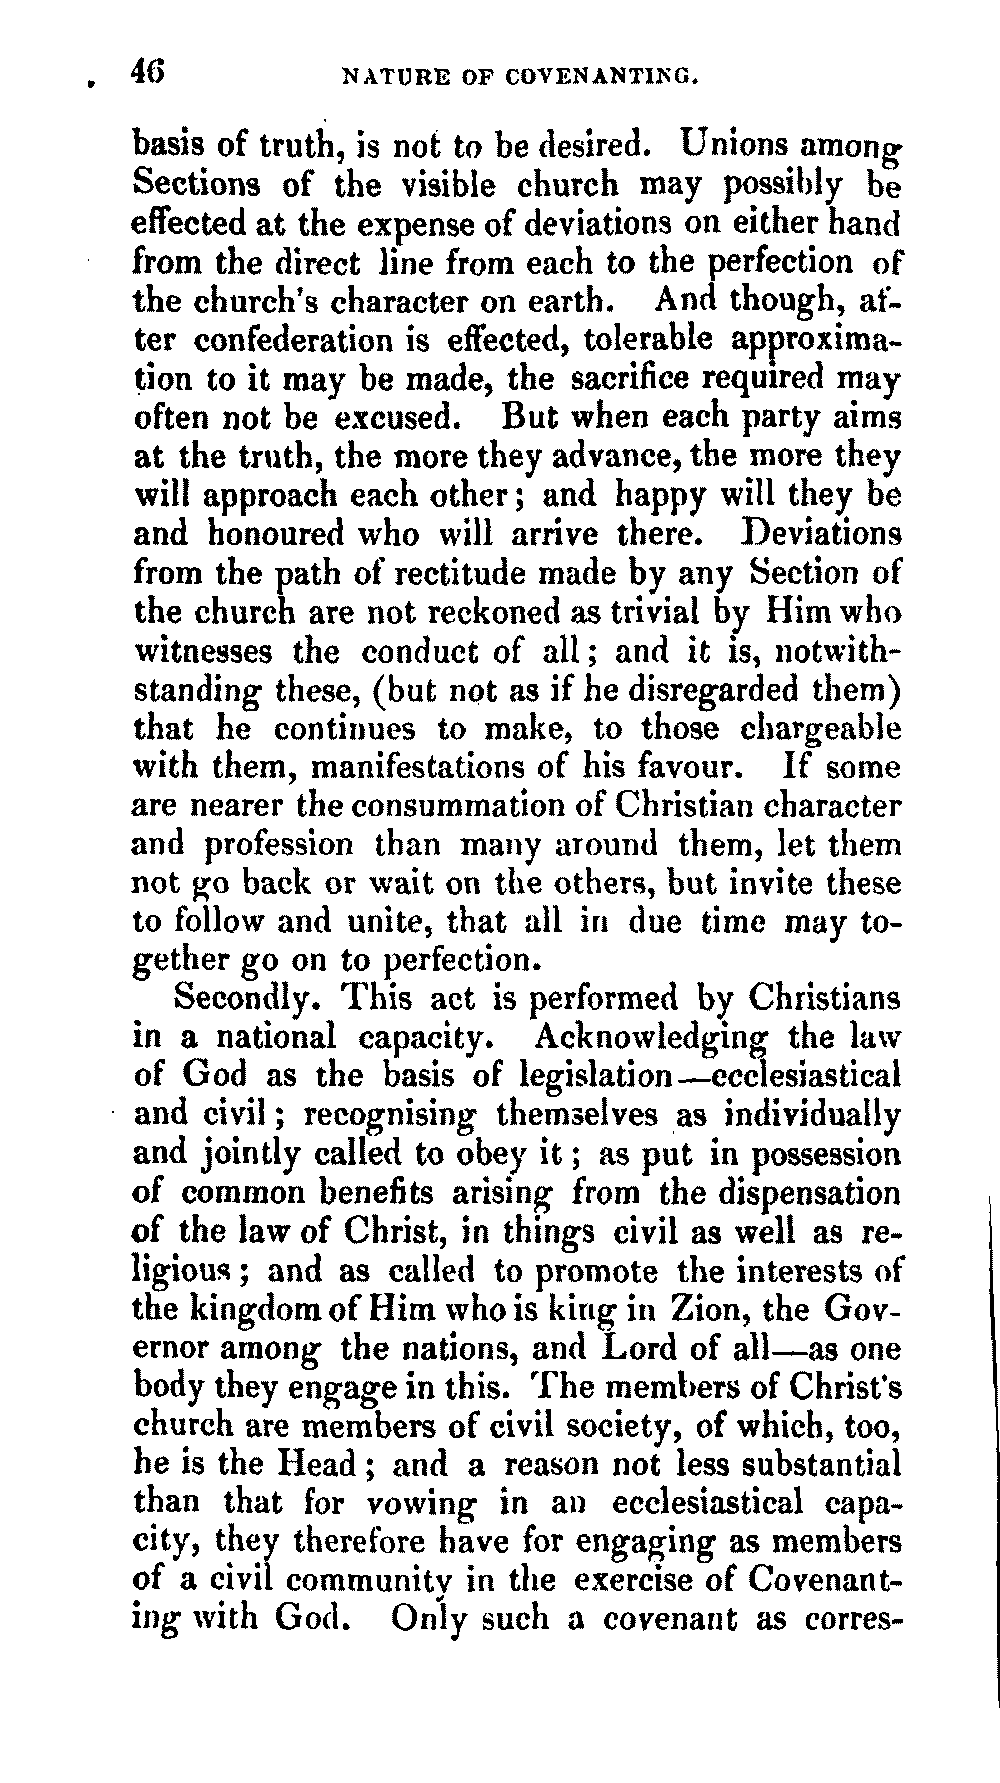 46 NATURE OF COVENANTING.
basis of truth, is not to be desired. Unions among
Sections of the visible church may possibly be
effected at the expense of deviations on either hand
from the direct line from each to the perfection of
the church's character on earth. And though, af-
ter confederation is effected, tolerable approxima-
tion to it may be made, the sacrifice required may
often not be excused. But when each party aims
at the truth, the more they advance, the more they
will approach each other; and happy will they be
and honoured who will arrive there. Deviations
from the path of rectitude made by any Section of
the church are not reckoned as trivial by Him who
witnesses the conduct of all; and it is, notwith-
standing these, (but not as if he disregarded them)
that he continues to make, to those chargeable
with them, manifestations of his favour. If some
are nearer the consummation of Christian character
and profession than many around them, let them
not go back or wait on the others, but invite these
to follow and unite, that all in due time may to-
gether go on to perfection.
Secondly. This act is performed by Christians
in a national capacity. Acknowledging the law
of God as the basis of legislation—ecclesiastical
and civil; recognising themselves as individually
and jointly called to obey it; as put in possession
of common benefits arising from the dispensation
of the law of Christ, in things civil as well as re-
ligious; and as called to promote the interests of
the kingdom of Him who is king in Zion, the Gov-
ernor among the nations, and Lord of all—as one
body they engage in this. The members of Christ's
church are members of civil society, of which, too,
he is the Head; and a reason not less substantial
than that for vowing in an ecclesiastical capa-
city, they therefore have for engaging as members
of a civil community in the exercise of Covenant-
ing with God. Only such a covenant as corres-